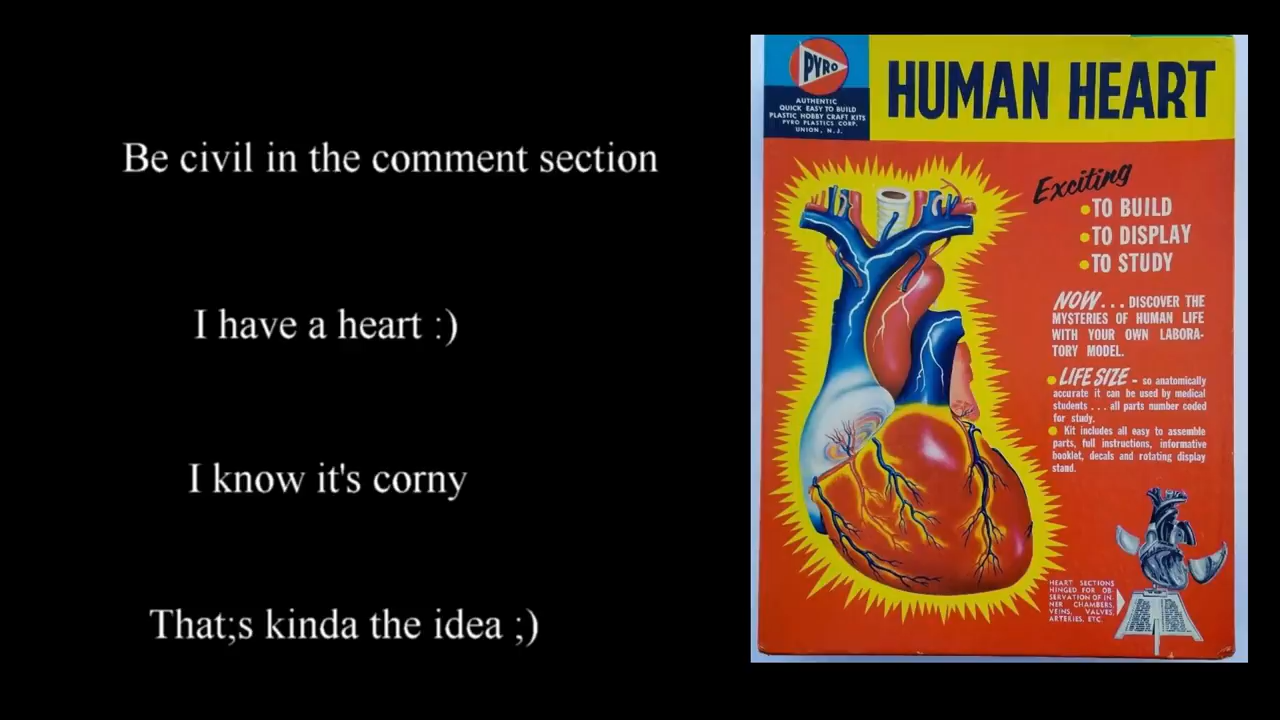 Be civil in the comment section
I have a heart :)
I know it's corny
That;s kinda the idea ;)
PYRO
AUTHENTIC
QUICK EASY TO BUILD
PLASTIC HOBBY CRAFT KITS
PYRO PLASTICS CORP.
UNION, N.J.
HUMAN HEART
Exciting
TO BUILD
TO DISPLAY
TO STUDY
NOW... DISCOVER THE
MYSTERIES OF HUMAN LIFE
WITH YOUR OWN LABORA-
TORY MODEL.
LIFE SIZE - so anatomically
accurate it can be used by medical
students . . . all parts number coded
for study.
Kit includes all easy to assemble
parts, full instructions, informative
booklet, decals and rotating display
stand.
HEART SECTIONS
HINGED FOR OB-
SERVATION OF IN-
NER CHAMBERS,
VEINS, VALVES,
ARTERIES, ETC.